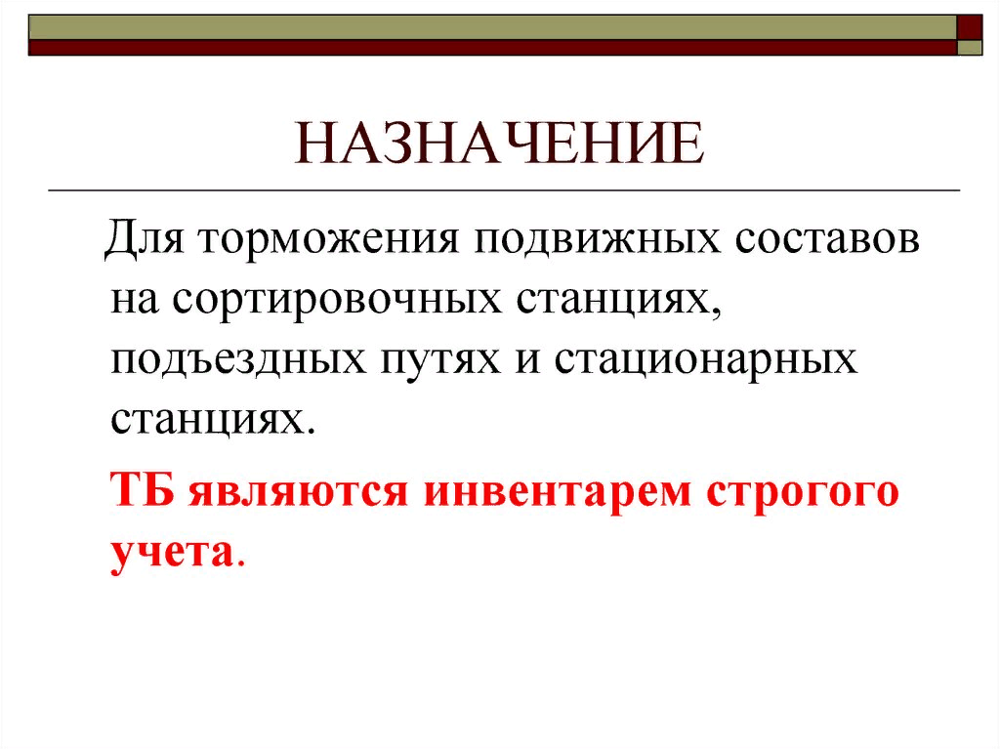 НАЗНАЧЕНИЕ
Для торможения подвижных составов
на сортировочных станциях,
подъездных путях и стационарных
станциях.
ТБ являются инвентарем строгого
учета.